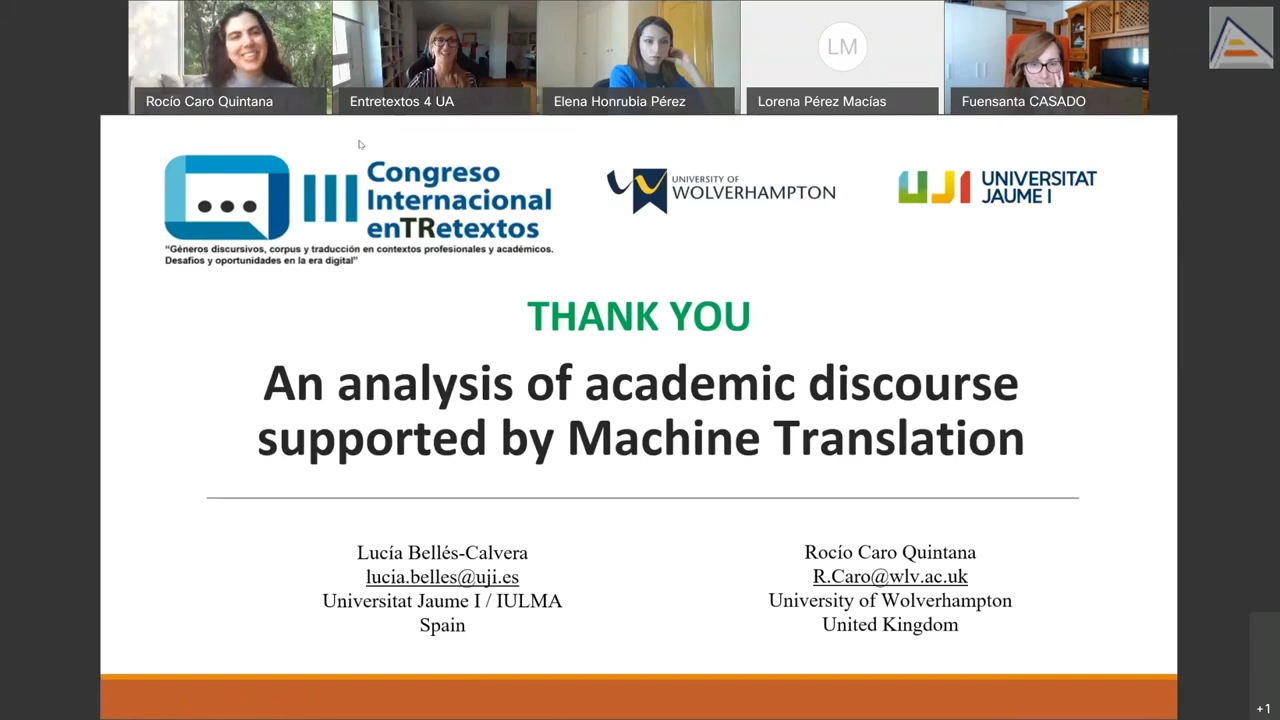 Rocío Caro Quintana
Entretextos 4 UA
Elena Honrubia Pérez
LM
Lorena Pérez Macías
Fuensanta CASADO
III
Congreso
Internacional
enTRetextos
“Géneros discursivos, corpus y traducción en contextos profesionales y académicos.
Desafíos y oportunidades en la era digital”
UNIVERSITY OF
WOLVERHAMPTON
UJI
UNIVERSITAT
JAUME I
THANK YOU
An analysis of academic discourse
supported by Machine Translation
Lucía Bellés-Calvera
lucia.belles@uji.es
Universitat Jaume I / IULMA
Spain
Rocío Caro Quintana
R.Caro@wlv.ac.uk
University of Wolverhampton
United Kingdom
+1